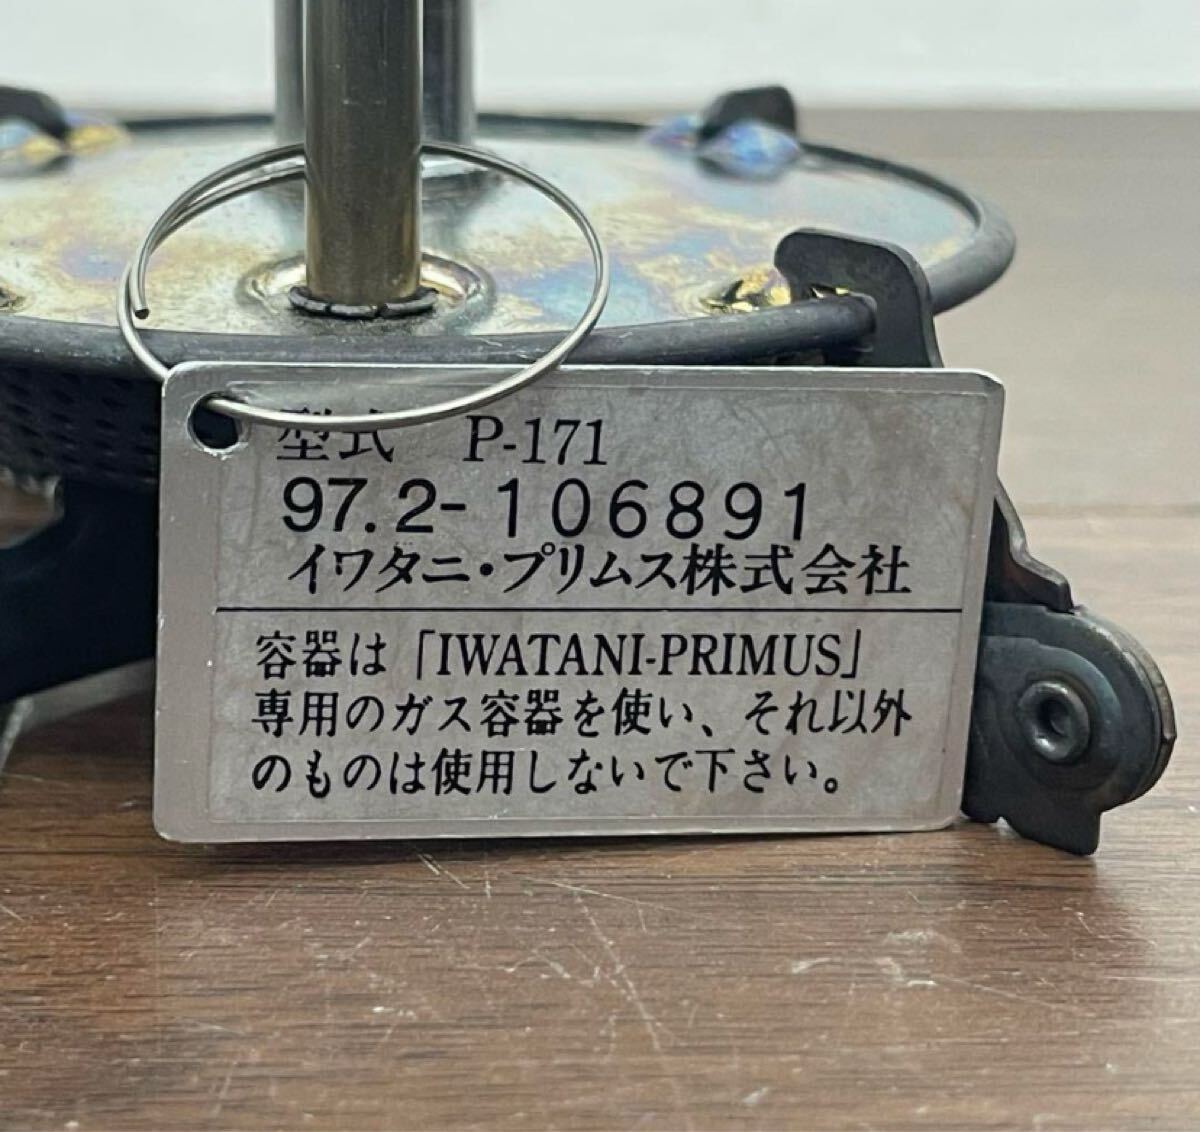 型式 P-171
97.2-106891
イワタニ・プリムス株式会社
容器は「IWATANI-PRIMUS」
専用のガス容器を使い、それ以外
のものは使用しないで下さい。